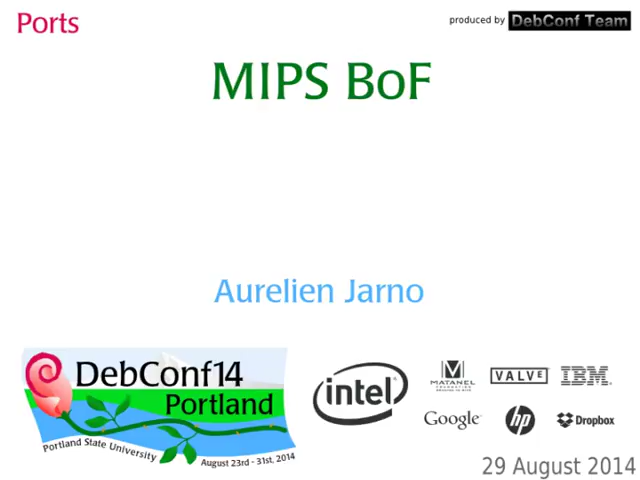 Ports
produced by DebConf Team
MIPS BoF
Aurelien Jarno
DebConf14
Portland
Portland State University
August 23rd - 31st, 2014
intel
MATANEL
FOUNDATION
VALVE
IBM
Google
hp
Dropbox
29 August 2014